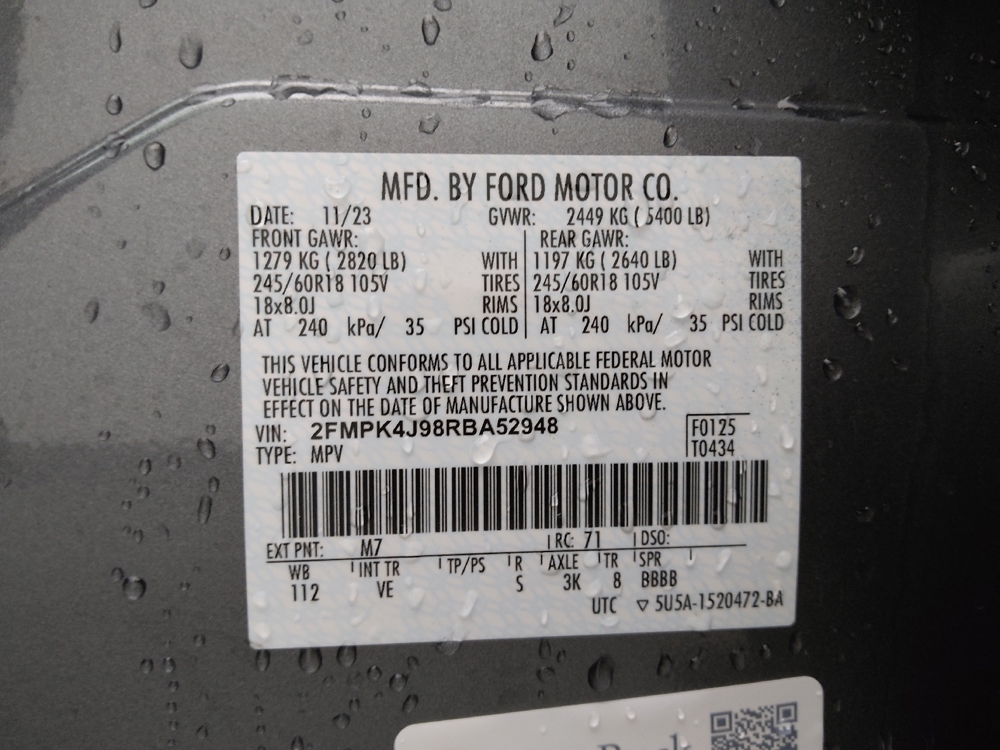 MFD. BY FORD MOTOR CO.
DATE: 11/23 GVWR: 2449 KG ( 5400 LB)
FRONT GAWR: REAR GAWR:
1279 KG ( 2820 LB) WITH 1197 KG ( 2640 LB) WITH
245/60R18 105V TIRES 245/60R18 105V TIRES
18x8.0J RIMS 18x8.0J RIMS
AT 240 kPa/ 35 PSI COLD AT 240 kPa/ 35 PSI COLD
THIS VEHICLE CONFORMS TO ALL APPLICABLE FEDERAL MOTOR
VEHICLE SAFETY AND THEFT PREVENTION STANDARDS IN
EFFECT ON THE DATE OF MANUFACTURE SHOWN ABOVE.
VIN: 2FMPK4J98RBA52948 F0125
TYPE: MPV T0434
EXT PNT: M7 RC: 71 DSO:
WB INT TR TP/PS R AXLE TR SPR
112 VE S 3K 8 BBBB
UTC ▽ 5U5A-1520472-BA